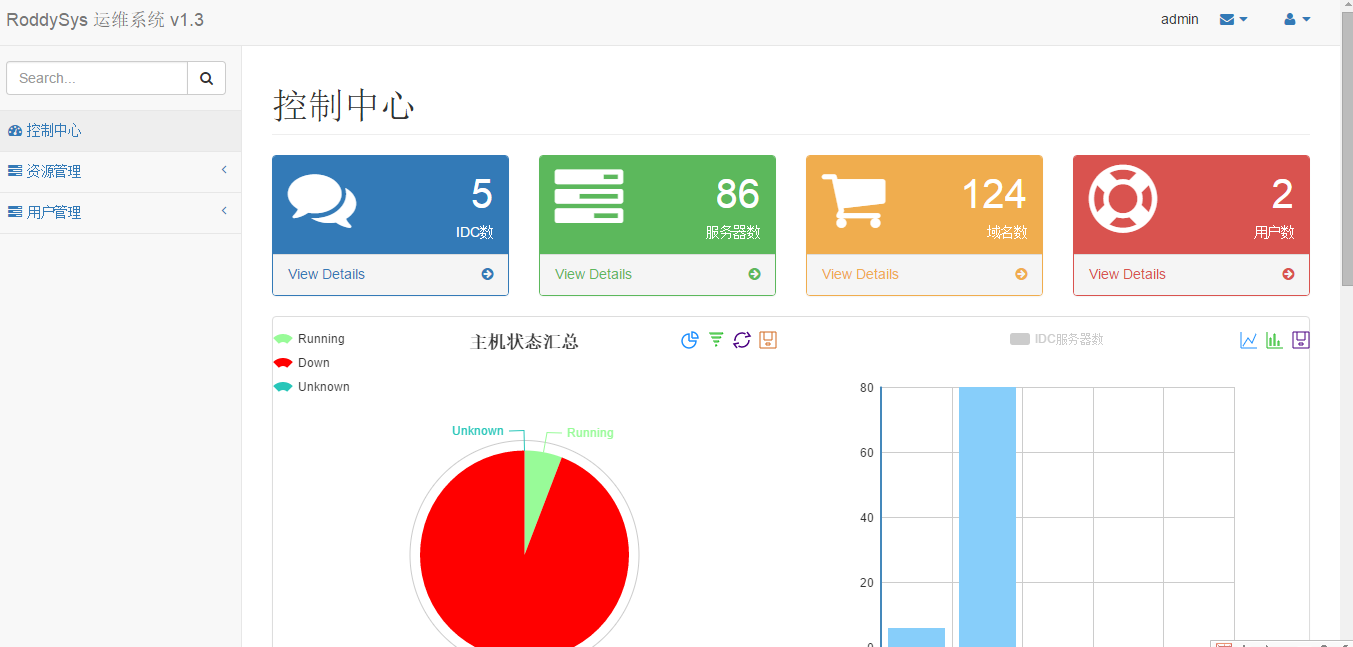 RoddySys 运维系统 v1.3
admin
Search...
控制中心
资源管理
用户管理
控制中心
5
IDC数
View Details
86
服务器数
View Details
124
域名数
View Details
2
用户数
View Details
Running
Down
Unknown
主机状态汇总
Unknown
Running
IDC服务器数
80
60
40
20
0